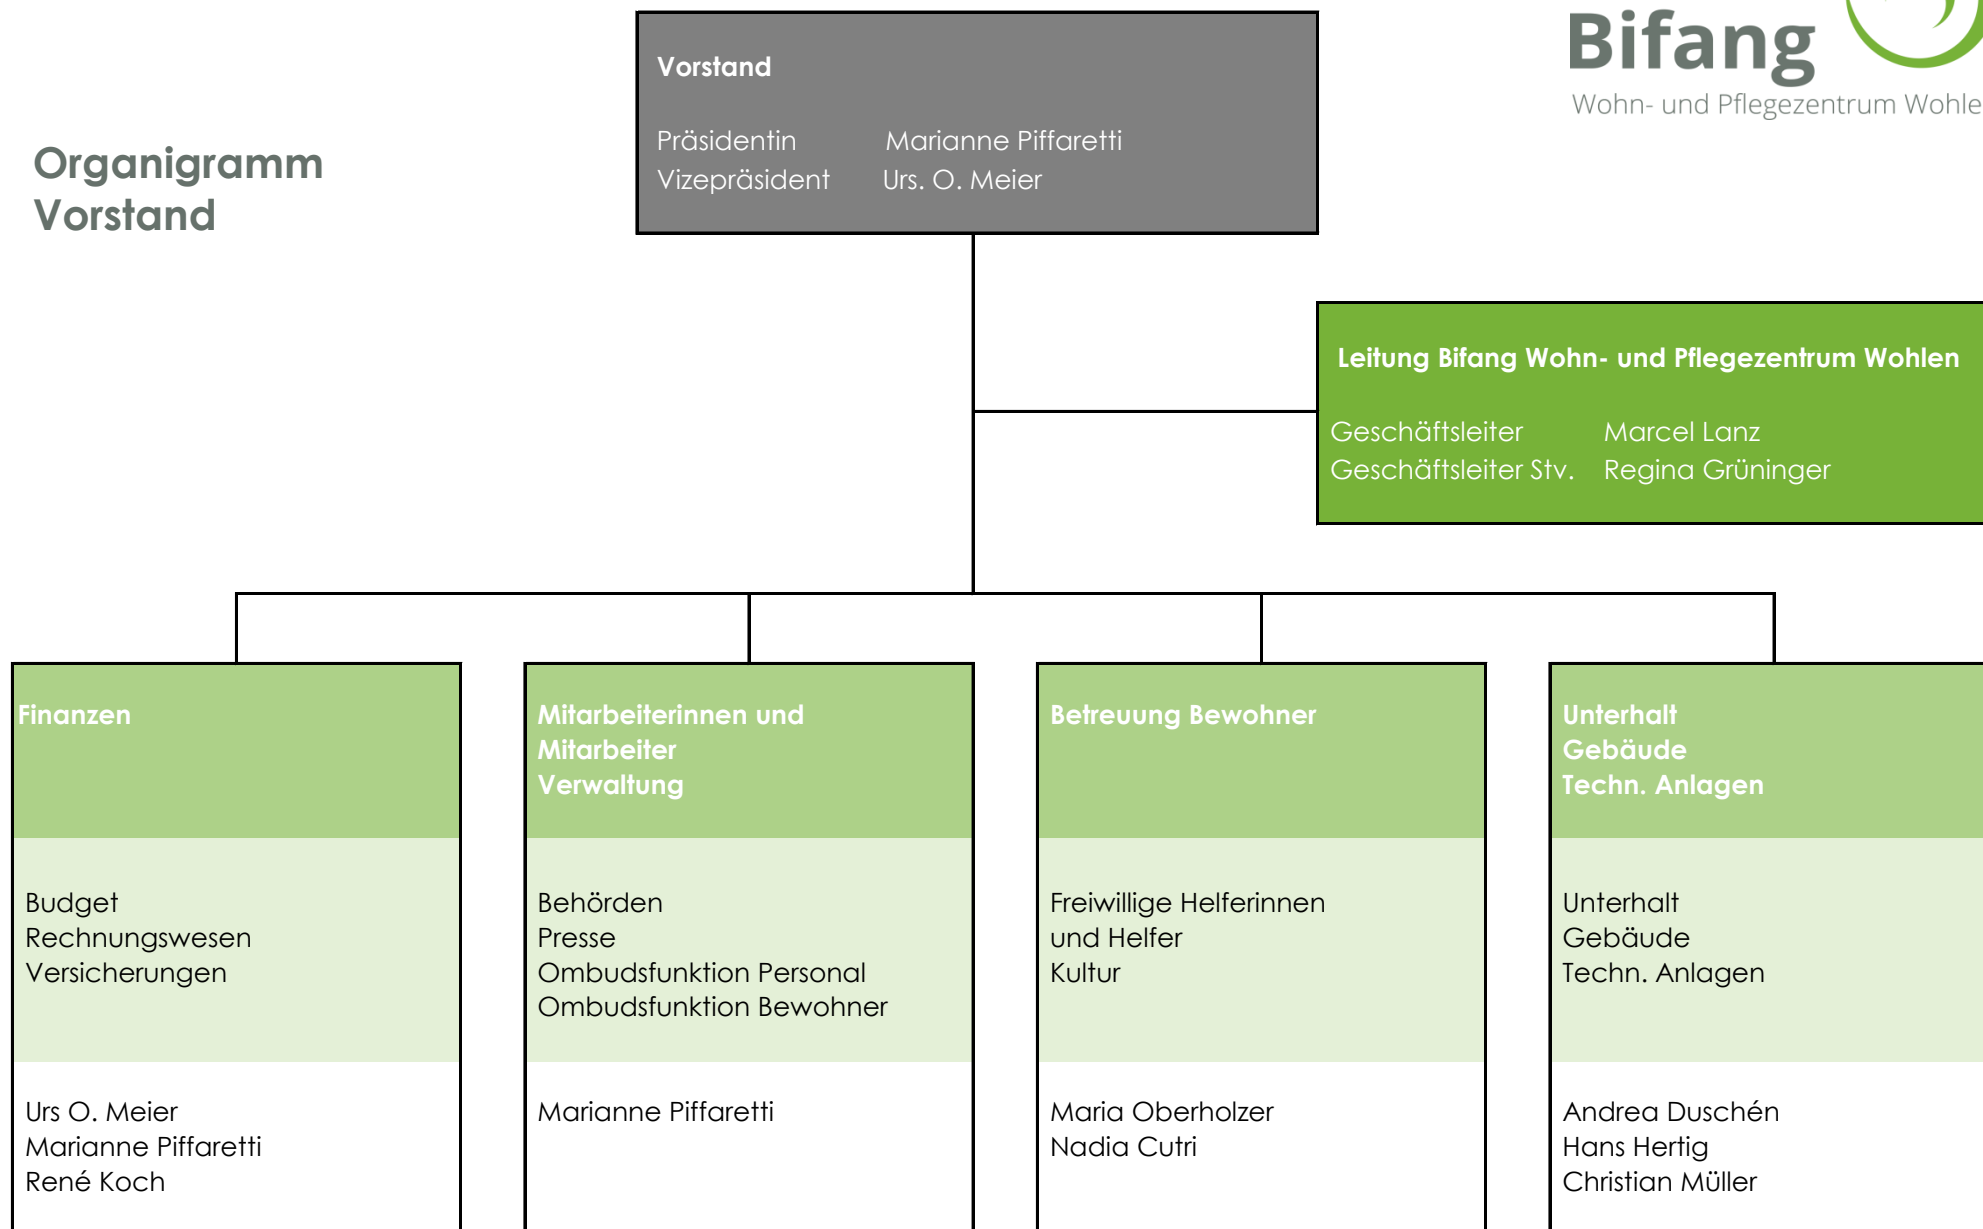 Bifang
Wohn- und Pflegezentrum Wohle
Organigramm
Vorstand
Vorstand
Präsidentin Marianne Piffaretti
Vizepräsident Urs. O. Meier
Leitung Bifang Wohn- und Pflegezentrum Wohlen
Geschäftsleiter Marcel Lanz
Geschäftsleiter Stv. Regina Grüninger
Finanzen
Budget
Rechnungswesen
Versicherungen
Urs O. Meier
Marianne Piffaretti
René Koch
Mitarbeiterinnen und
Mitarbeiter
Verwaltung
Behörden
Presse
Ombudsfunktion Personal
Ombudsfunktion Bewohner
Marianne Piffaretti
Betreuung Bewohner
Freiwillige Helferinnen
und Helfer
Kultur
Maria Oberholzer
Nadia Cutri
Unterhalt
Gebäude
Techn. Anlagen
Unterhalt
Gebäude
Techn. Anlagen
Andrea Duschén
Hans Hertig
Christian Müller